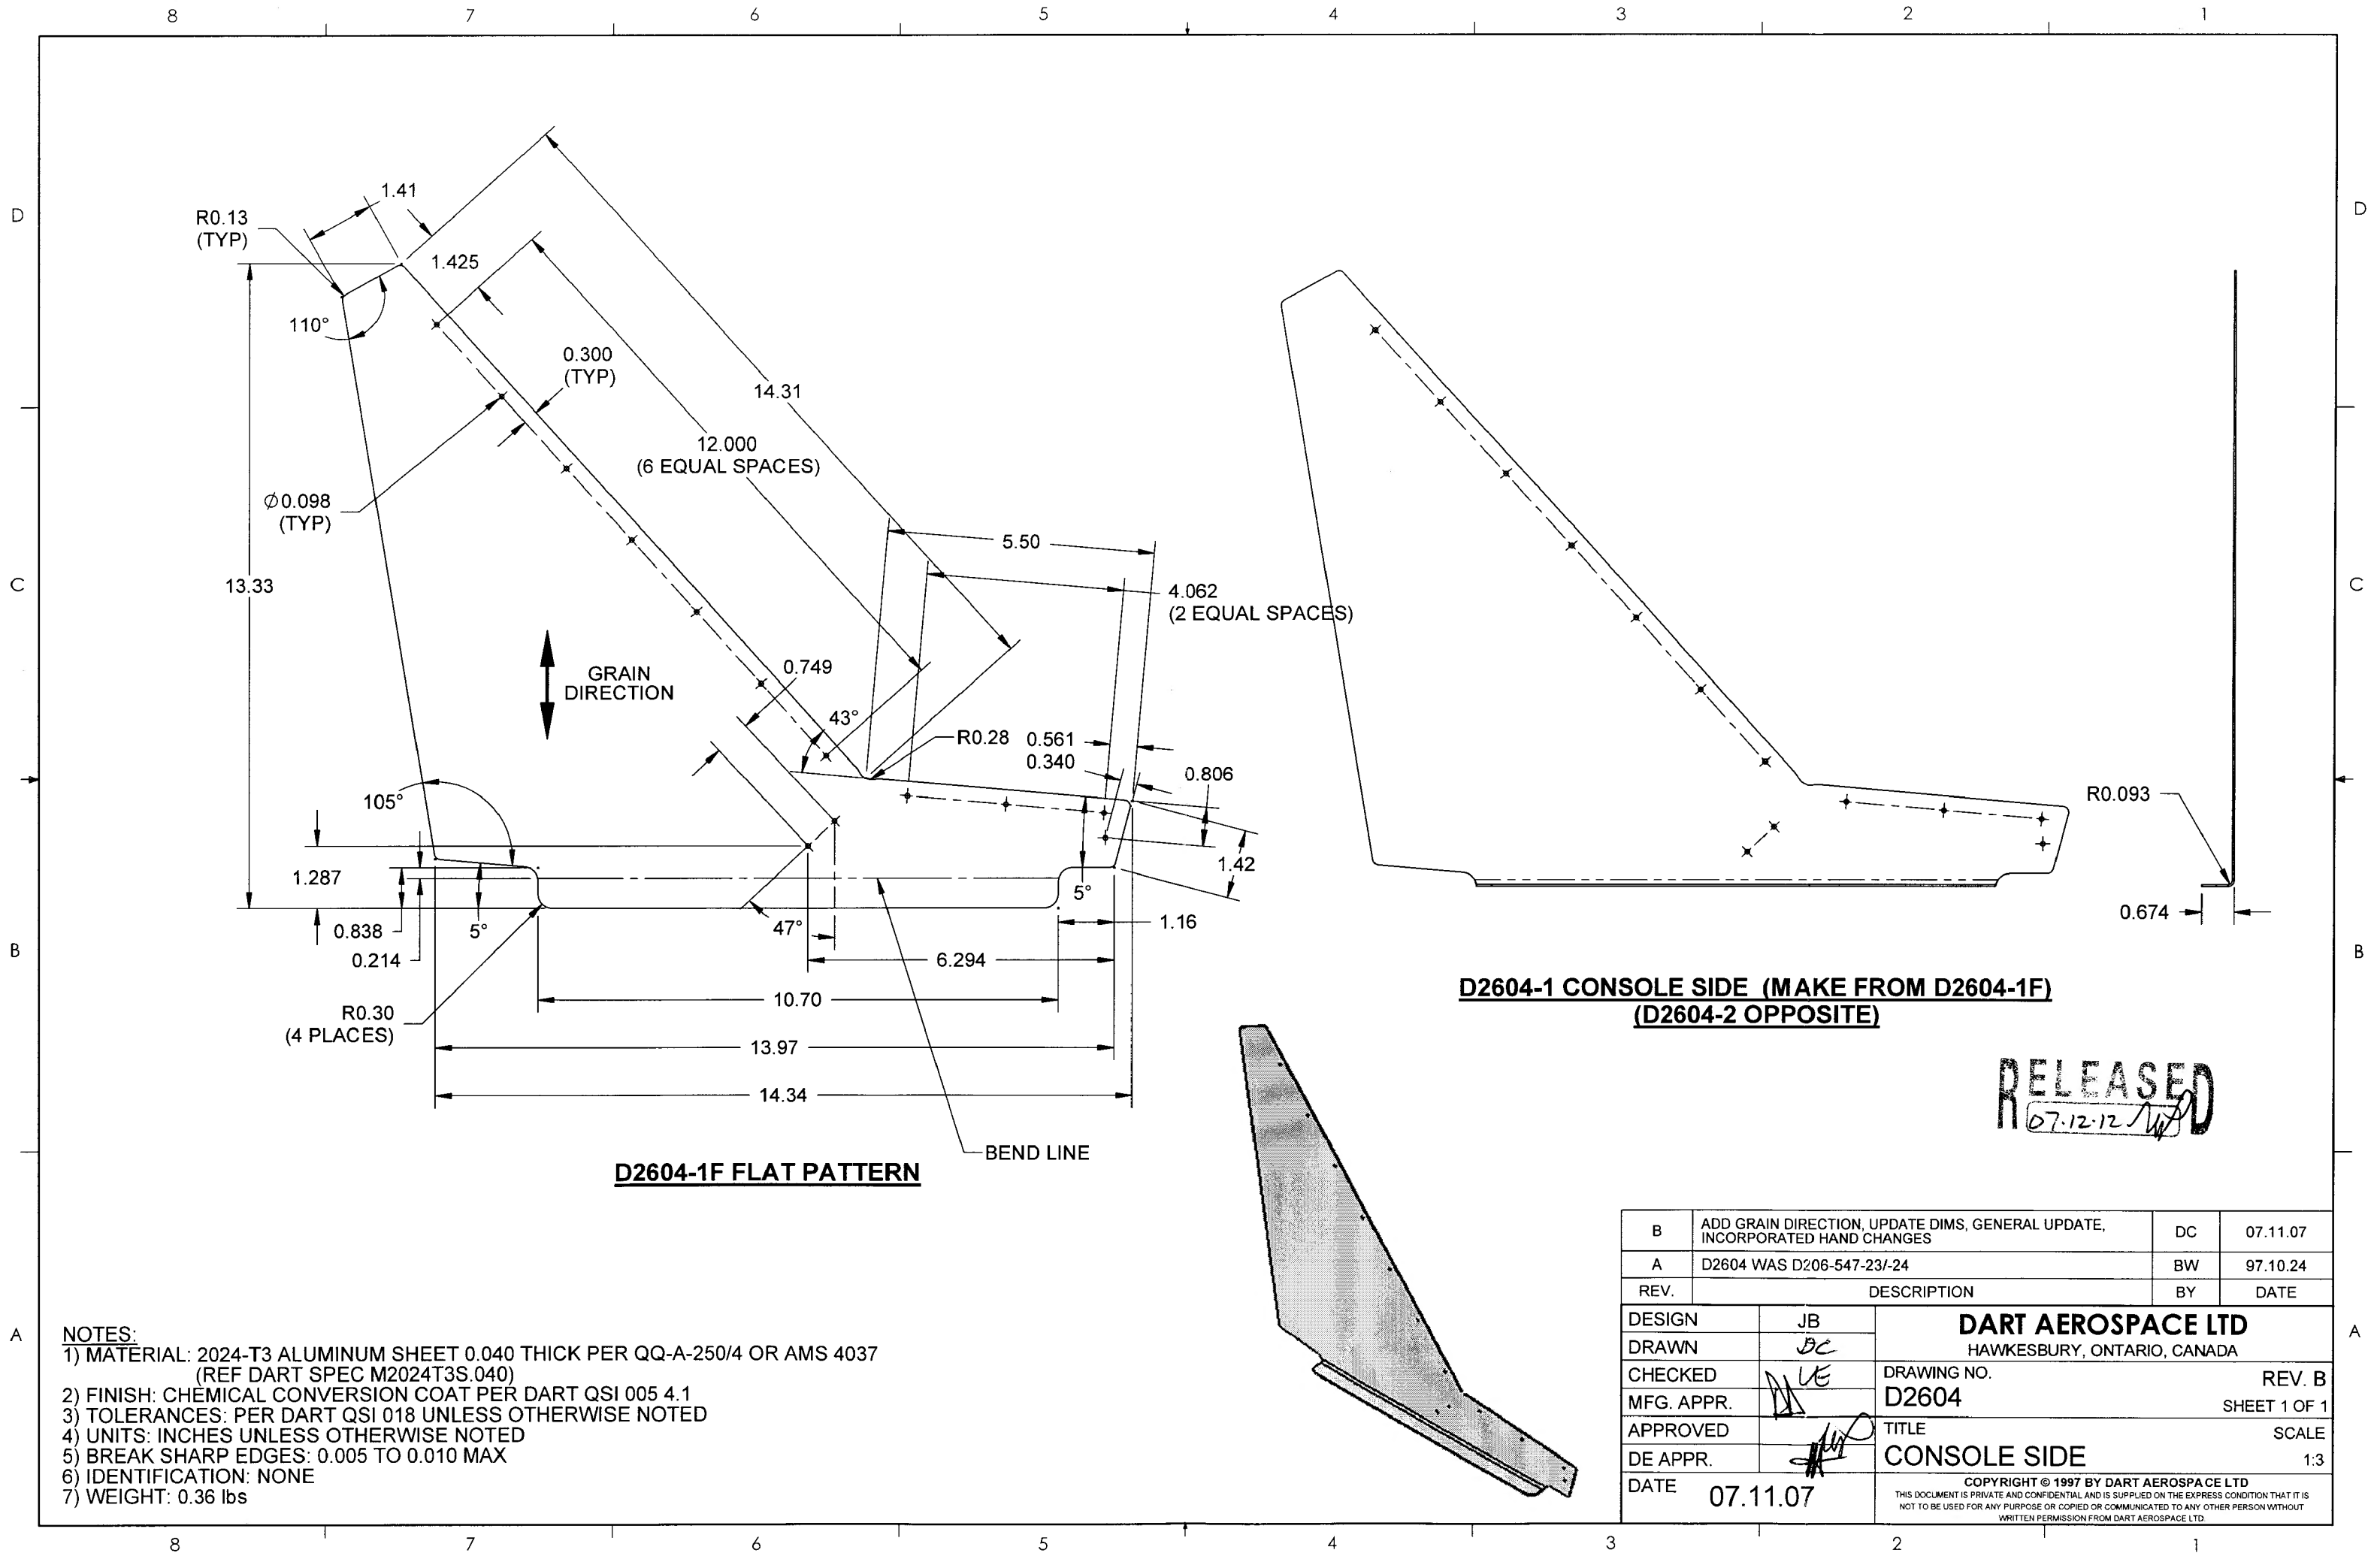 8 7 6 5 4 3 2 1
D
D
C
C
B
B
A
A
1.41
R0.13
(TYP)
1.425
110°
0.300
(TYP)
14.31
12.000
(6 EQUAL SPACES)
Ø0.098
(TYP)
5.50
13.33
4.062
(2 EQUAL SPACES)
GRAIN
DIRECTION
0.749
43°
R0.28
0.561
0.340
0.806
105°
1.42
1.287
5°
0.838
5°
47°
1.16
0.214
6.294
10.70
R0.30
(4 PLACES)
13.97
14.34
BEND LINE
D2604-1F FLAT PATTERN
R0.093
0.674
D2604-1 CONSOLE SIDE (MAKE FROM D2604-1F)
(D2604-2 OPPOSITE)
RELEASED
07.12.12
NOTES:
1) MATERIAL: 2024-T3 ALUMINUM SHEET 0.040 THICK PER QQ-A-250/4 OR AMS 4037
(REF DART SPEC M2024T3S.040)
2) FINISH: CHEMICAL CONVERSION COAT PER DART QSI 005 4.1
3) TOLERANCES: PER DART QSI 018 UNLESS OTHERWISE NOTED
4) UNITS: INCHES UNLESS OTHERWISE NOTED
5) BREAK SHARP EDGES: 0.005 TO 0.010 MAX
6) IDENTIFICATION: NONE
7) WEIGHT: 0.36 lbs
B ADD GRAIN DIRECTION, UPDATE DIMS, GENERAL UPDATE, DC 07.11.07
INCORPORATED HAND CHANGES
A D2604 WAS D206-547-23/-24 BW 97.10.24
REV. DESCRIPTION BY DATE
DESIGN JB
DRAWN DC
CHECKED
MFG. APPR.
APPROVED
DE APPR.
DATE 07.11.07
DART AEROSPACE LTD
HAWKESBURY, ONTARIO, CANADA
DRAWING NO. REV. B
D2604 SHEET 1 OF 1
TITLE SCALE
CONSOLE SIDE 1:3
COPYRIGHT © 1997 BY DART AEROSPACE LTD
THIS DOCUMENT IS PRIVATE AND CONFIDENTIAL AND IS SUPPLIED ON THE EXPRESS CONDITION THAT IT IS
NOT TO BE USED FOR ANY PURPOSE OR COPIED OR COMMUNICATED TO ANY OTHER PERSON WITHOUT
WRITTEN PERMISSION FROM DART AEROSPACE LTD.
8 7 6 5 4 3 2 1